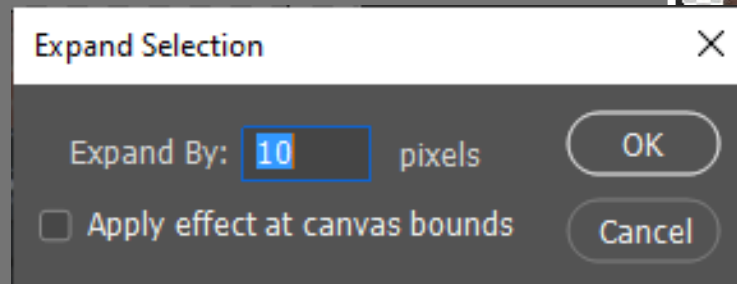 Expand Selection
Expand By: 10 pixels
OK
Apply effect at canvas bounds
Cancel